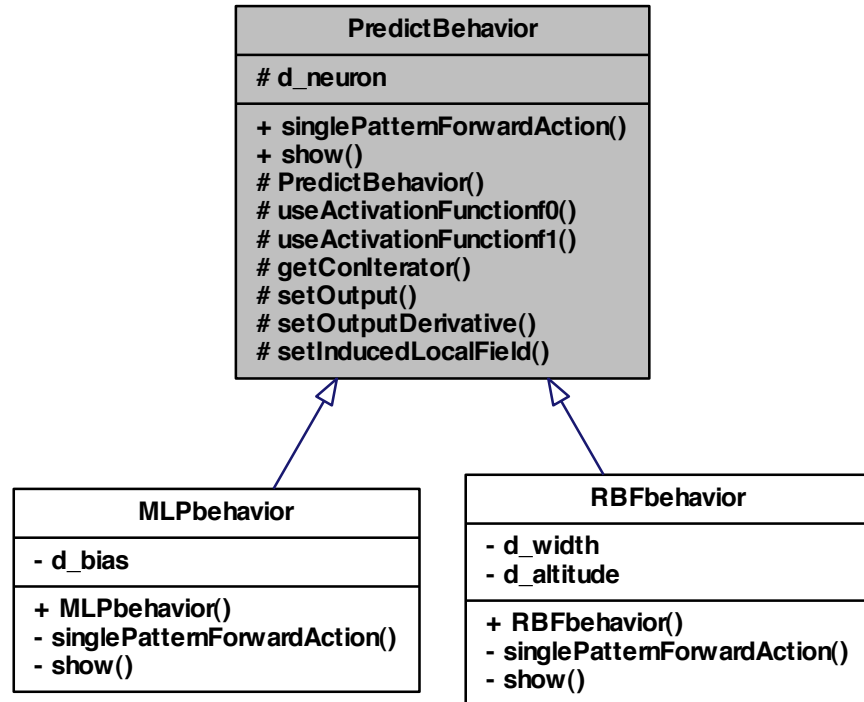 PredictBehavior
# d_neuron
+ singlePatternForwardAction()
+ show()
# PredictBehavior()
# useActivationFunctionf0()
# useActivationFunctionf1()
# getConIterator()
# setOutput()
# setOutputDerivative()
# setInducedLocalField()
MLPbehavior
- d_bias
+ MLPbehavior()
- singlePatternForwardAction()
- show()
RBFbehavior
- d_width
- d_altitude
+ RBFbehavior()
- singlePatternForwardAction()
- show()